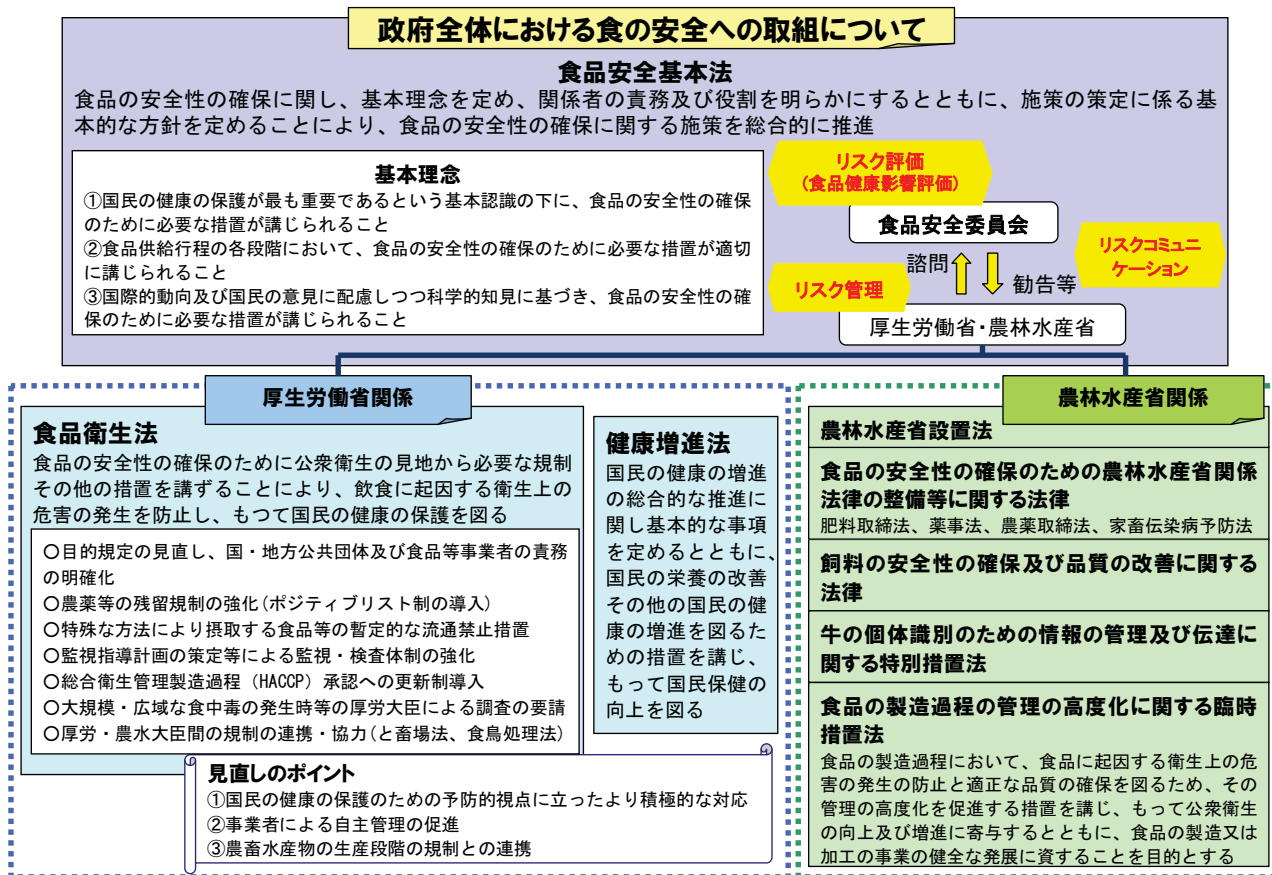 政府全体における食の安全への取組について
食品安全基本法
食品の安全性の確保に関し、基本理念を定め、関係者の責務及び役割を明らかにするとともに、施策の策定に係る基
本的な方針を定めることにより、食品の安全性の確保に関する施策を総合的に推進
基本理念
①国民の健康の保護が最も重要であるという基本認識の下に、食品の安全性の確保
のために必要な措置が講じられること
②食品供給行程の各段階において、食品の安全性の確保のために必要な措置が適切
に講じられること
③国際的動向及び国民の意見に配慮しつつ科学的知見に基づき、食品の安全性の確
保のために必要な措置が講じられること
リスク評価
(食品健康影響評価)
食品安全委員会
リスクコミュニ
ケーション
諮問
勧告等
リスク管理
厚生労働省・農林水産省
厚生労働省関係
食品衛生法
食品の安全性の確保のために公衆衛生の見地から必要な規制
その他の措置を講ずることにより、飲食に起因する衛生上の
危害の発生を防止し、もつて国民の健康の保護を図る
○目的規定の見直し、国・地方公共団体及び食品等事業者の責務
の明確化
○農薬等の残留規制の強化(ポジティブリスト制の導入)
○特殊な方法により摂取する食品等の暫定的な流通禁止措置
○監視指導計画の策定等による監視・検査体制の強化
○総合衛生管理製造過程（HACCP）承認への更新制導入
○大規模・広域な食中毒の発生時等の厚労大臣による調査の要請
○厚労・農水大臣間の規制の連携・協力(と畜場法、食鳥処理法)
健康増進法
国民の健康の増進
の総合的な推進に
関し基本的な事項
を定めるとともに、
国民の栄養の改善
その他の国民の健
康の増進を図るた
めの措置を講じ、
もって国民保健の
向上を図る
見直しのポイント
①国民の健康の保護のための予防的視点に立ったより積極的な対応
②事業者による自主管理の促進
③農畜水産物の生産段階の規制との連携
農林水産省関係
農林水産省設置法
食品の安全性の確保のための農林水産省関係
法律の整備等に関する法律
肥料取締法、薬事法、農薬取締法、家畜伝染病予防法
飼料の安全性の確保及び品質の改善に関する
法律
牛の個体識別のための情報の管理及び伝達に
関する特別措置法
食品の製造過程の管理の高度化に関する臨時
措置法
食品の製造過程において、食品に起因する衛生上の危
害の発生の防止と適正な品質の確保を図るため、その
管理の高度化を促進する措置を講じ、もって公衆衛生
の向上及び増進に寄与するとともに、食品の製造又は
加工の事業の健全な発展に資することを目的とする